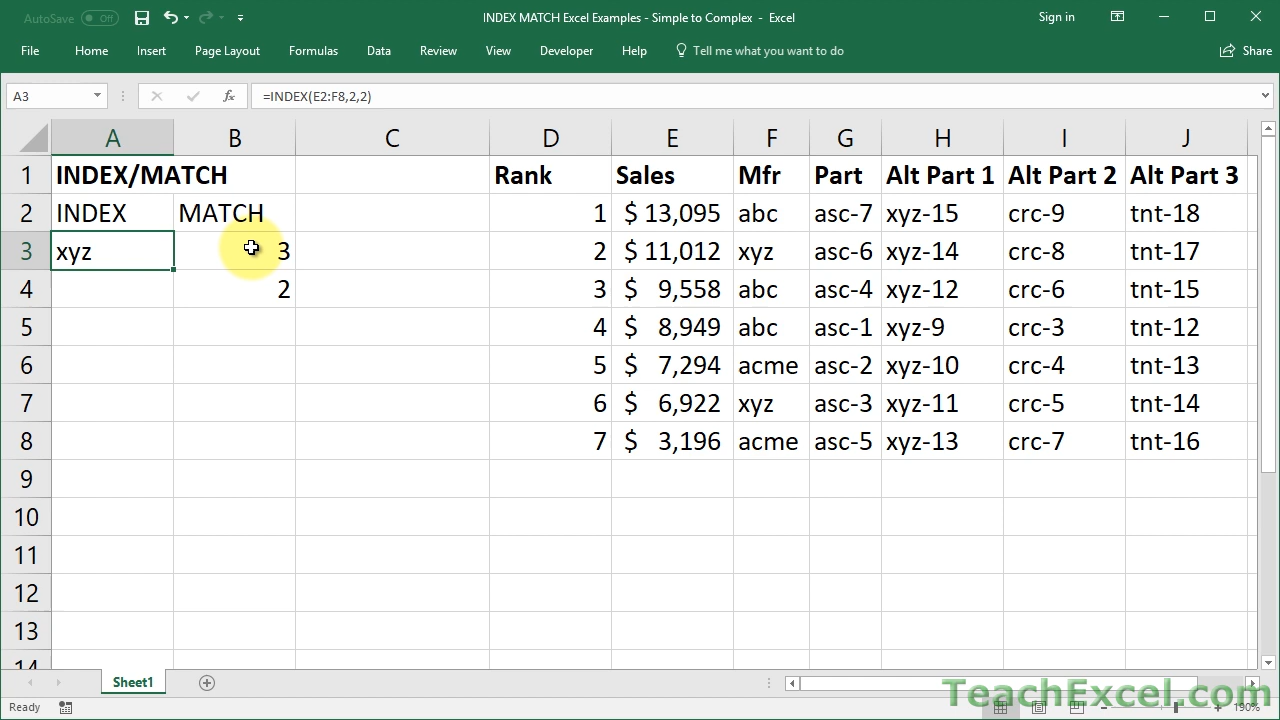 AutoSave Off INDEX MATCH Excel Examples - Simple to Complex - Excel Sign in
File Home Insert Page Layout Formulas Data Review View Developer Help Tell me what you want to do Share
A3 fx =INDEX(E2:F8,2,2)
A B C D E F G H I J
1 INDEX/MATCH Rank Sales Mfr Part Alt Part 1 Alt Part 2 Alt Part 3
2 INDEX MATCH 1 $ 13,095 abc asc-7 xyz-15 crc-9 tnt-18
3 xyz 3 2 $ 11,012 xyz asc-6 xyz-14 crc-8 tnt-17
4 2 3 $ 9,558 abc asc-4 xyz-12 crc-6 tnt-15
5 4 $ 8,949 abc asc-1 xyz-9 crc-3 tnt-12
6 5 $ 7,294 acme asc-2 xyz-10 crc-4 tnt-13
7 6 $ 6,922 xyz asc-3 xyz-11 crc-5 tnt-14
8 7 $ 3,196 acme asc-5 xyz-13 crc-7 tnt-16
9
10
11
12
13
14
Sheet1
TeachExcel.com
Ready 190%